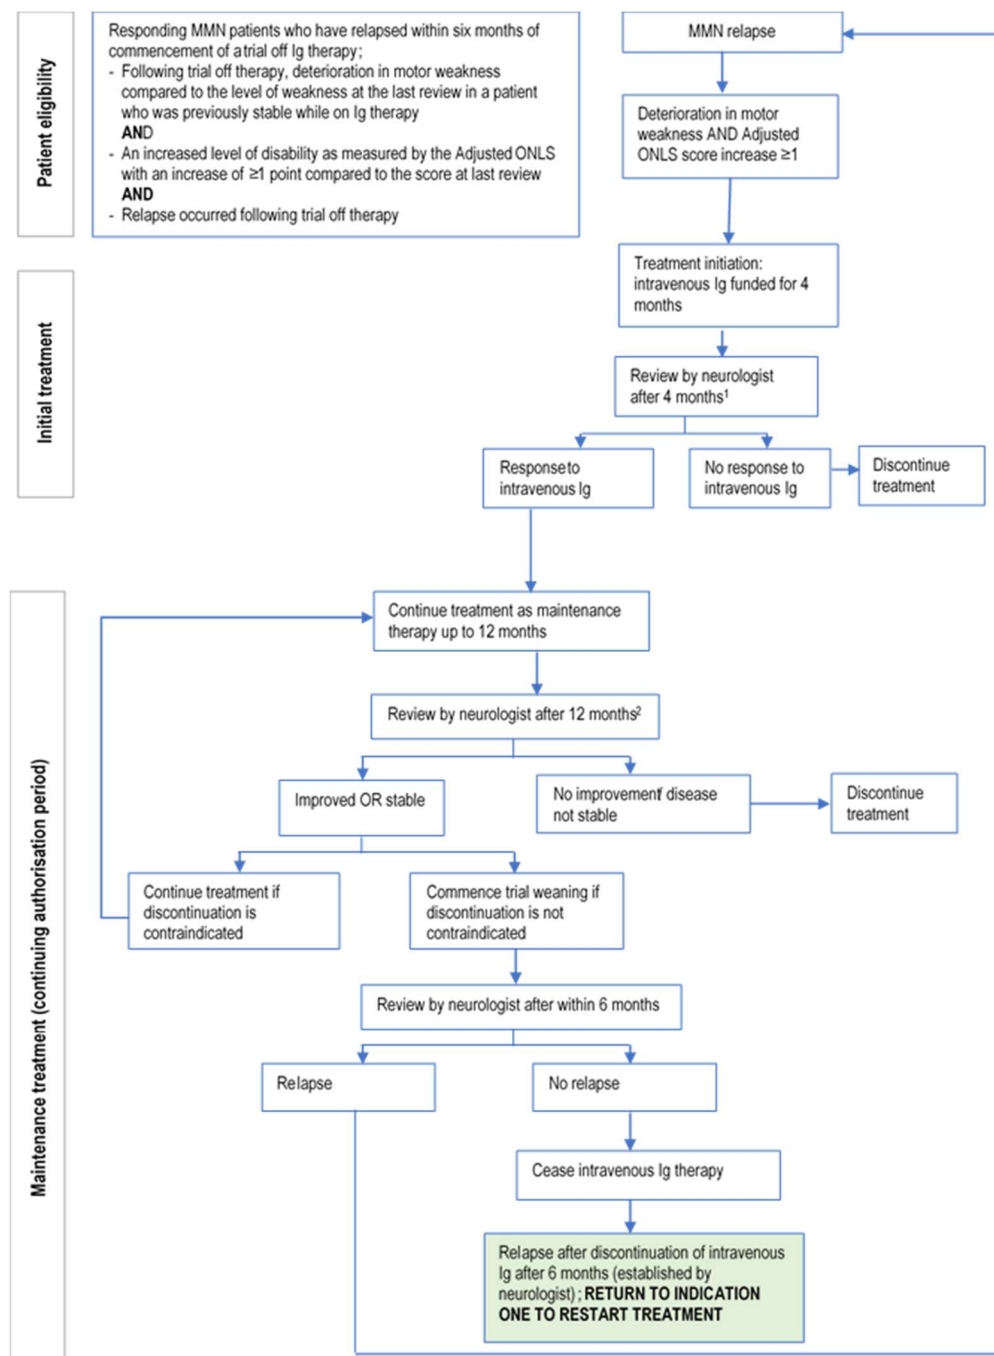 Patient eligibility
Responding MMN patients who have relapsed within six months of
commencement of a trial off Ig therapy;
- Following trial off therapy, deterioration in motor weakness
compared to the level of weakness at the last review in a patient
who was previously stable while on Ig therapy
AND
- An increased level of disability as measured by the Adjusted ONLS
with an increase of ≥1 point compared to the score at last review
AND
- Relapse occurred following trial off therapy
MMN relapse
Deterioration in motor
weakness AND Adjusted
ONLS score increase ≥1
Initial treatment
Treatment initiation:
intravenous Ig funded for 4
months
Review by neurologist
after 4 months¹
Response to
intravenous Ig
No response to
intravenous Ig
Discontinue
treatment
Maintenance treatment (continuing authorisation period)
Continue treatment as maintenance
therapy up to 12 months
Review by neurologist after 12 months²
Improved OR stable
No improvement/ disease
not stable
Discontinue
treatment
Continue treatment if
discontinuation is
contraindicated
Commence trial weaning if
discontinuation is not
contraindicated
Review by neurologist after within 6 months
Relapse
No relapse
Cease intravenous Ig therapy
Relapse after discontinuation of intravenous
Ig after 6 months (established by
neurologist); RETURN TO INDICATION
ONE TO RESTART TREATMENT